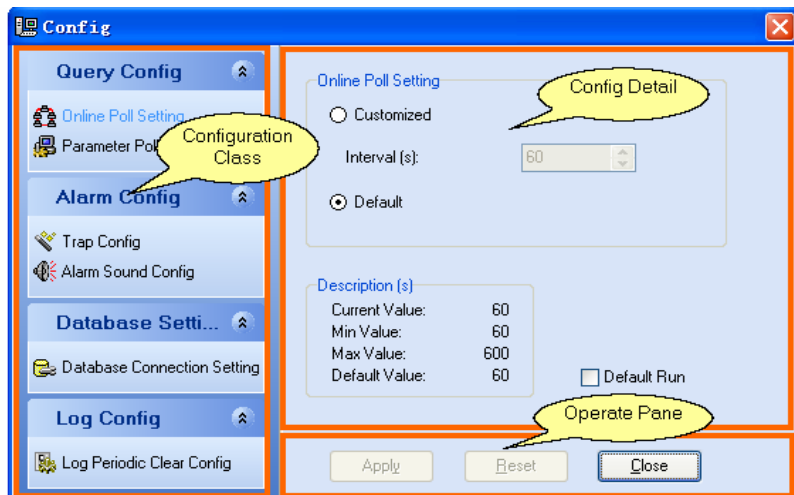 Config
Query Config
Online Poll Setting
Parameter Pol
Configuration
Class
Alarm Config
Trap Config
Alarm Sound Config
Database Setti...
Database Connection Setting
Log Config
Log Periodic Clear Config
Online Poll Setting
Config Detail
Customized
Interval (s):
60
Default
Description (s)
Current Value: 60
Min Value: 60
Max Value: 600
Default Value: 60
Default Run
Operate Pane
Apply
Reset
Close